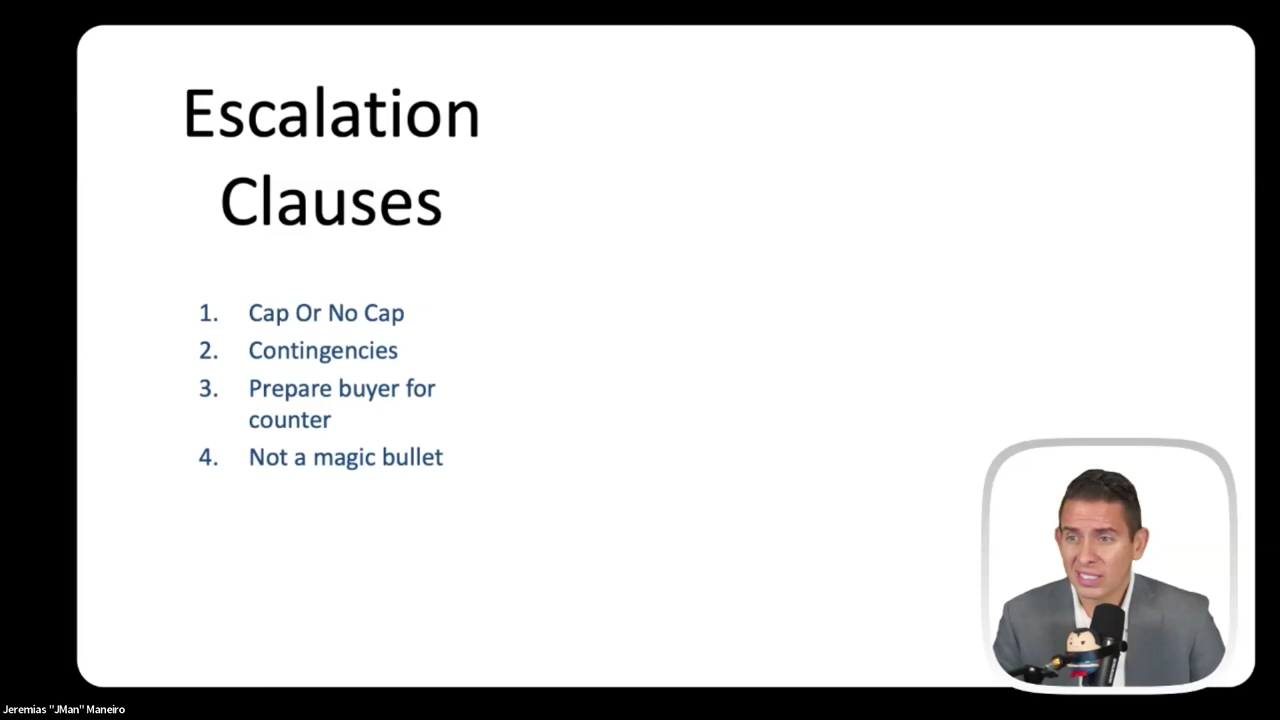 Escalation
Clauses
1. Cap Or No Cap
2. Contingencies
3. Prepare buyer for
counter
4. Not a magic bullet
Jeremias "JMan" Maneiro